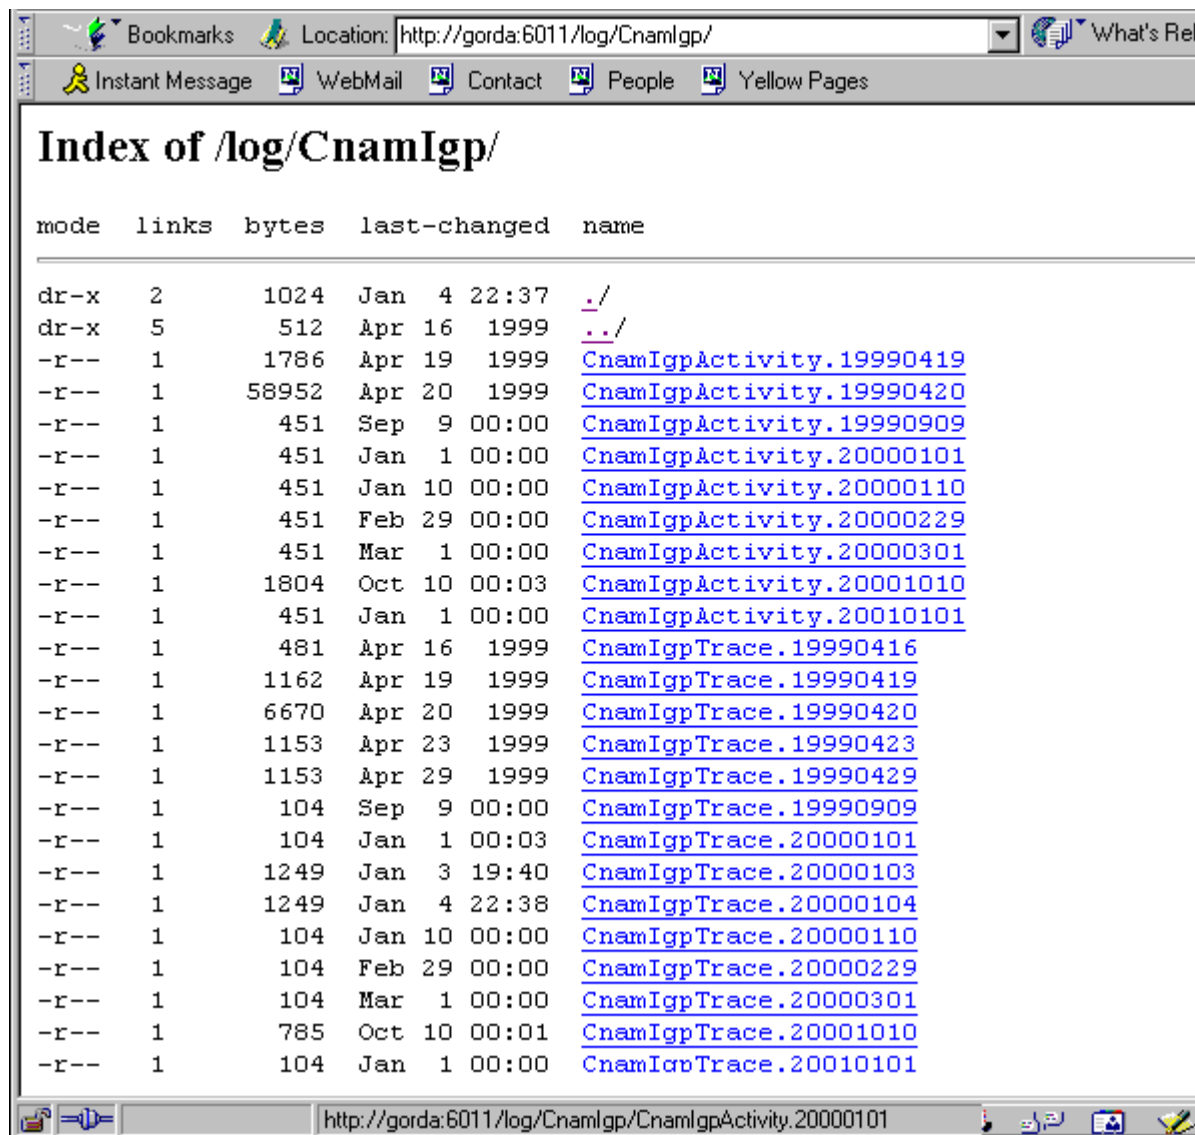 Bookmarks Location: http://gorda:6011/log/CnamIgp/ What's Rel
Instant Message WebMail Contact People Yellow Pages
Index of /log/CnamIgp/
mode links bytes last-changed name
dr-x 2 1024 Jan 4 22:37 ./
dr-x 5 512 Apr 16 1999 ../
-r-- 1 1786 Apr 19 1999 CnamIgpActivity.19990419
-r-- 1 58952 Apr 20 1999 CnamIgpActivity.19990420
-r-- 1 451 Sep 9 00:00 CnamIgpActivity.19990909
-r-- 1 451 Jan 1 00:00 CnamIgpActivity.20000101
-r-- 1 451 Jan 10 00:00 CnamIgpActivity.20000110
-r-- 1 451 Feb 29 00:00 CnamIgpActivity.20000229
-r-- 1 451 Mar 1 00:00 CnamIgpActivity.20000301
-r-- 1 1804 Oct 10 00:03 CnamIgpActivity.20001010
-r-- 1 451 Jan 1 00:00 CnamIgpActivity.20010101
-r-- 1 481 Apr 16 1999 CnamIgpTrace.19990416
-r-- 1 1162 Apr 19 1999 CnamIgpTrace.19990419
-r-- 1 6670 Apr 20 1999 CnamIgpTrace.19990420
-r-- 1 1153 Apr 23 1999 CnamIgpTrace.19990423
-r-- 1 1153 Apr 29 1999 CnamIgpTrace.19990429
-r-- 1 104 Sep 9 00:00 CnamIgpTrace.19990909
-r-- 1 104 Jan 1 00:03 CnamIgpTrace.20000101
-r-- 1 1249 Jan 3 19:40 CnamIgpTrace.20000103
-r-- 1 1249 Jan 4 22:38 CnamIgpTrace.20000104
-r-- 1 104 Jan 10 00:00 CnamIgpTrace.20000110
-r-- 1 104 Feb 29 00:00 CnamIgpTrace.20000229
-r-- 1 104 Mar 1 00:00 CnamIgpTrace.20000301
-r-- 1 785 Oct 10 00:01 CnamIgpTrace.20001010
-r-- 1 104 Jan 1 00:00 CnamIgpTrace.20010101
http://gorda:6011/log/CnamIgp/CnamIgpActivity.20000101